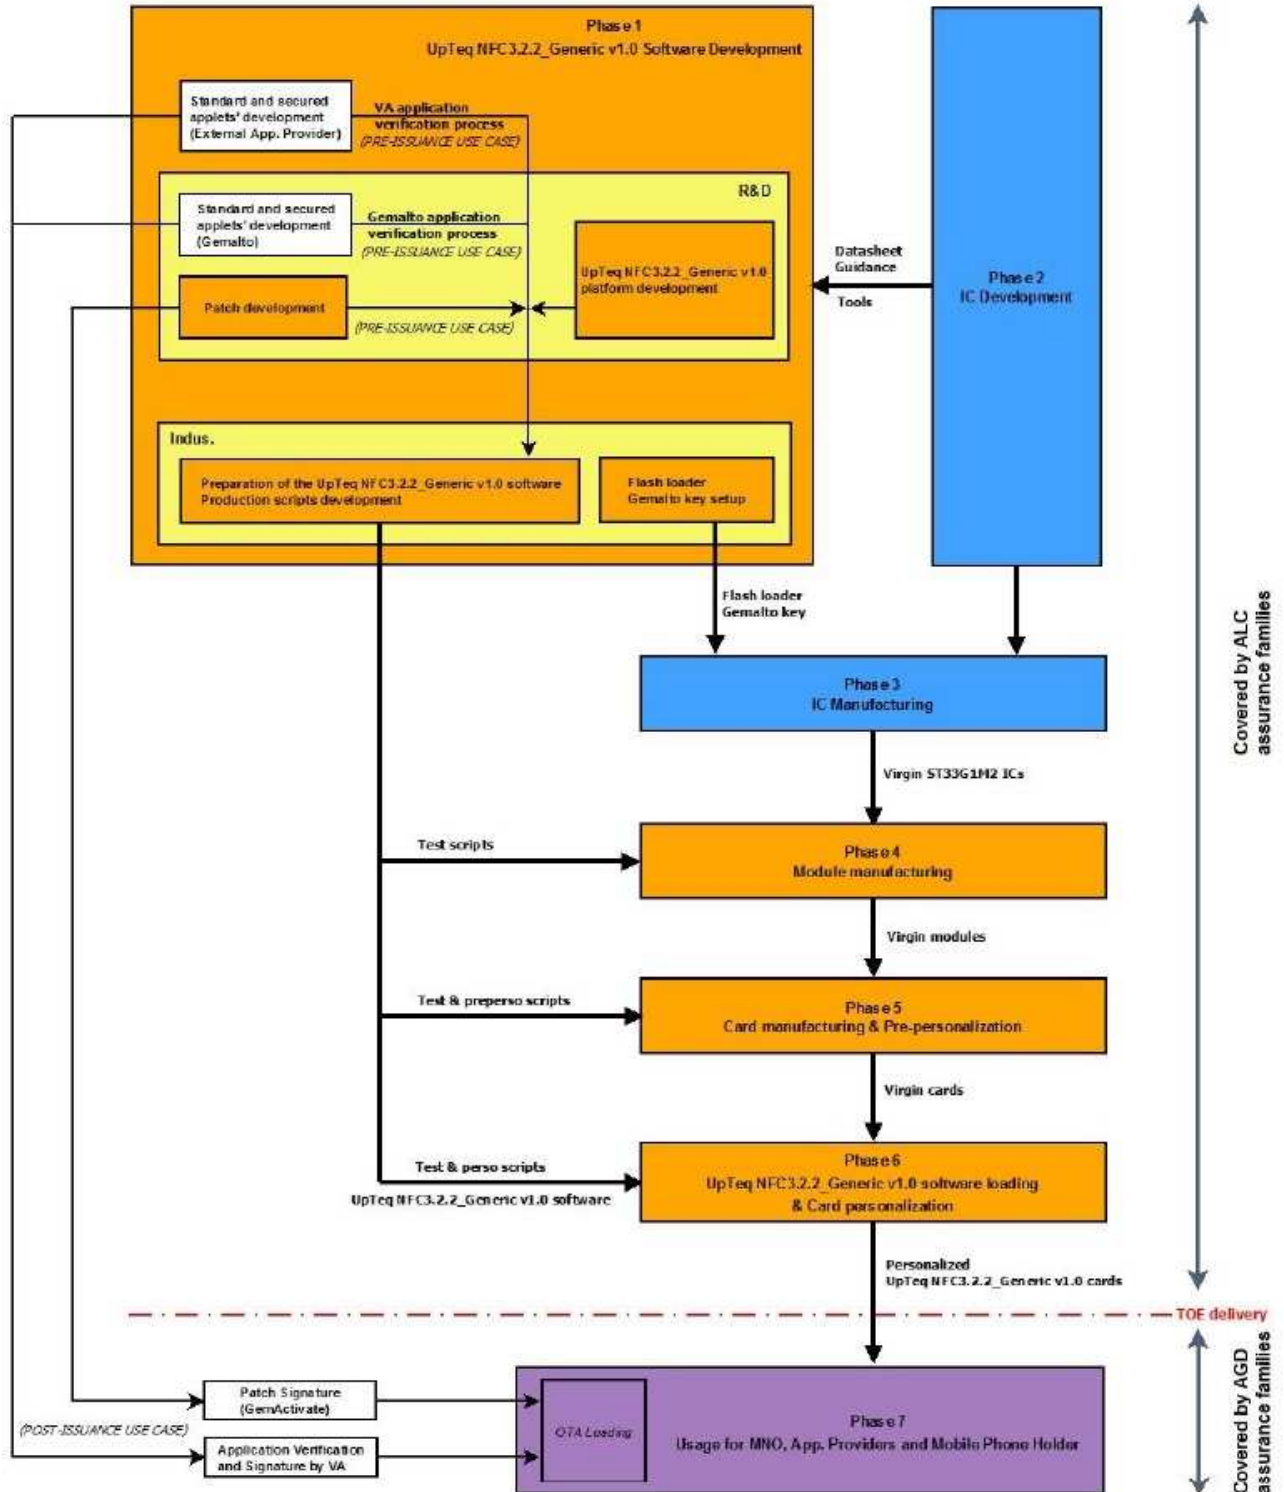 Phase 1
UpTeq NFC3.2.2_Generic v1.0 Software Development
Standard and secured
applets' development
(External App. Provider)
VA application
verification process
(PRE-ISSUANCE USE CASE)
R&D
Standard and secured
applets' development
(Gemalto)
Gemalto application
verification process
(PRE-ISSUANCE USE CASE)
UpTeq NFC3.2.2_Generic v1.0
platform development
Patch development
(PRE-ISSUANCE USE CASE)
Datasheet
Guidance
Tools
Phase 2
IC Development
Indus.
Preparation of the UpTeq NFC3.2.2_Generic v1.0 software
Production scripts development
Flash loader
Gemalto key setup
Flash loader
Gemalto key
Phase 3
IC Manufacturing
Virgin ST33G1M2 ICs
Test scripts
Phase 4
Module manufacturing
Virgin modules
Test & preperso scripts
Phase 5
Card manufacturing & Pre-personalization
Virgin cards
Test & perso scripts
UpTeq NFC3.2.2_Generic v1.0 software
Phase 6
UpTeq NFC3.2.2_Generic v1.0 software loading
& Card personalization
Personalized
UpTeq NFC3.2.2_Generic v1.0 cards
Covered by ALC
assurance families
TOE delivery
Patch Signature
(GemActivate)
(POST-ISSUANCE USE CASE)
Application Verification
and Signature by VA
OTA Loading
Phase 7
Usage for MNO, App. Providers and Mobile Phone Holder
Covered by AGD
assurance families